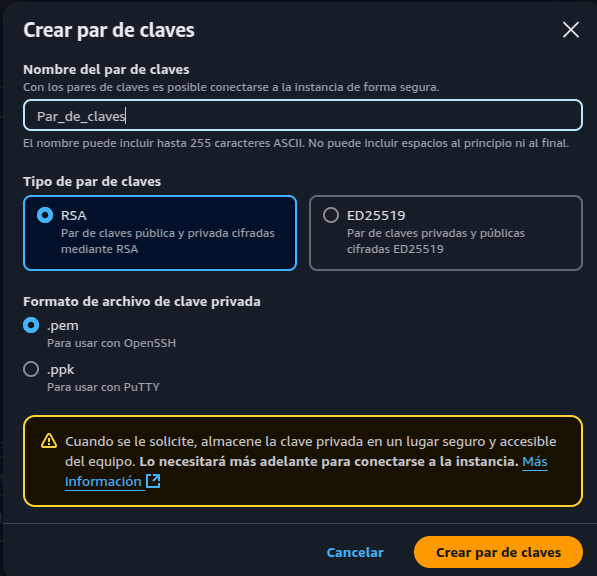 Crear par de claves
Nombre del par de claves
Con los pares de claves es posible conectarse a la instancia de forma segura.
Par_de_claves
El nombre puede incluir hasta 255 caracteres ASCII. No puede incluir espacios al principio ni al final.
Tipo de par de claves
RSA
Par de claves pública y privada cifradas
mediante RSA
ED25519
Par de claves privadas y públicas
cifradas ED25519
Formato de archivo de clave privada
.pem
Para usar con OpenSSH
.ppk
Para usar con PuTTY
Cuando se le solicite, almacene la clave privada en un lugar seguro y accesible
del equipo. Lo necesitará más adelante para conectarse a la instancia. Más
información
Cancelar
Crear par de claves